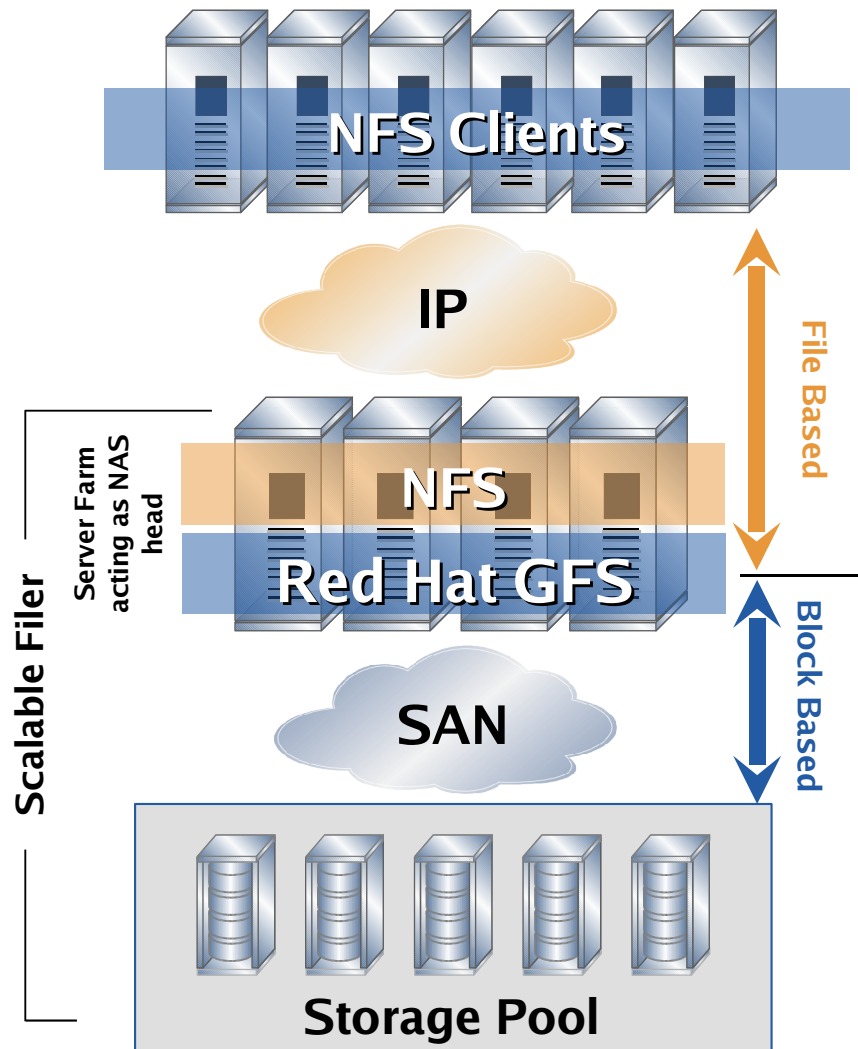 NFS Clients
IP
File Based
Server Farm
acting as NAS
head
NFS
Red Hat GFS
Scalable Filer
Block Based
SAN
Storage Pool